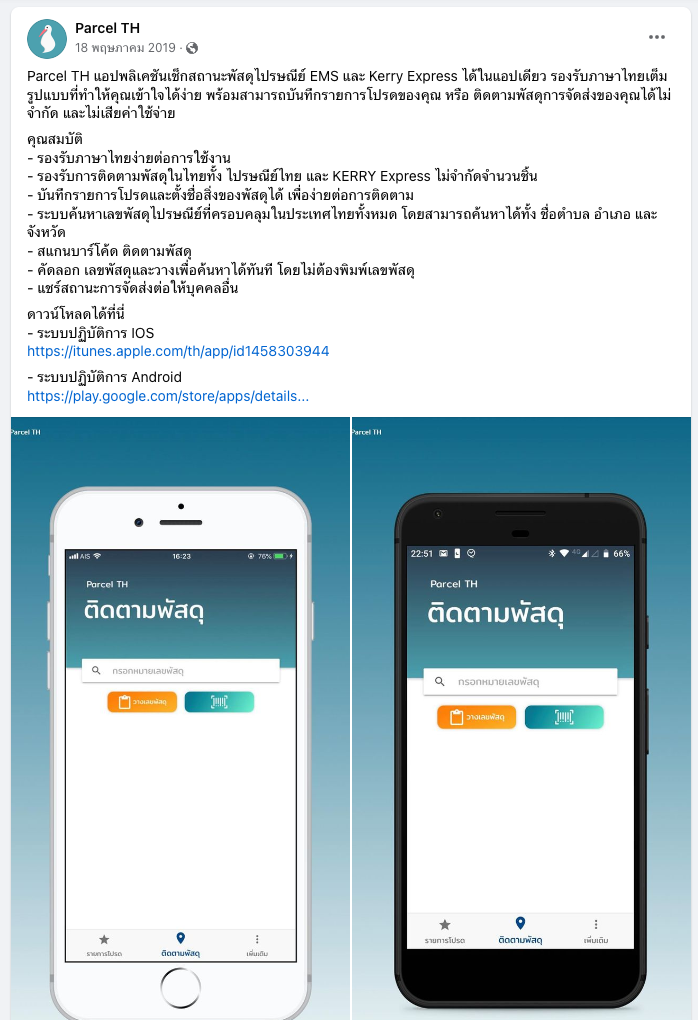 Parcel TH
18 พฤษภาคม 2019 ·
Parcel TH แอปพลิเคชันเช็กสถานะพัสดุไปรษณีย์ EMS และ Kerry Express ได้ในแอปเดียว รองรับภาษาไทยเต็ม
รูปแบบที่ทำให้คุณเข้าใจได้ง่าย พร้อมสามารถบันทึกรายการโปรดของคุณ หรือ ติดตามพัสดุการจัดส่งของคุณได้ไม่
จำกัด และไม่เสียค่าใช้จ่าย
คุณสมบัติ
- รองรับภาษาไทยง่ายต่อการใช้งาน
- รองรับการติดตามพัสดุในไทยทั้ง ไปรษณีย์ไทย และ KERRY Express ไม่จำกัดจำนวนชิ้น
- บันทึกรายการโปรดและตั้งชื่อสิ่งของพัสดุได้ เพื่อง่ายต่อการติดตาม
- ระบบค้นหาเลขพัสดุไปรษณีย์ที่ครอบคลุมในประเทศไทยทั้งหมด โดยสามารถค้นหาได้ทั้ง ชื่อตำบล อำเภอ และ
จังหวัด
- สแกนบาร์โค้ด ติดตามพัสดุ
- คัดลอก เลขพัสดุและวางเพื่อค้นหาได้ทันที โดยไม่ต้องพิมพ์เลขพัสดุ
- แชร์สถานะการจัดส่งต่อให้บุคคลอื่น
ดาวน์โหลดได้ที่นี่
- ระบบปฏิบัติการ IOS
https://itunes.apple.com/th/app/id1458303944
- ระบบปฏิบัติการ Android
https://play.google.com/store/apps/details...
Parcel TH
AIS 16:23 76%
Parcel TH
ติดตามพัสดุ
กรอกหมายเลขพัสดุ
วางเลขพัสดุ
รายการโปรด ติดตามพัสดุ เพิ่มเติม
Parcel TH
22:51 4G 66%
Parcel TH
ติดตามพัสดุ
กรอกหมายเลขพัสดุ
วางเลขพัสดุ
รายการโปรด ติดตามพัสดุ เพิ่มเติม